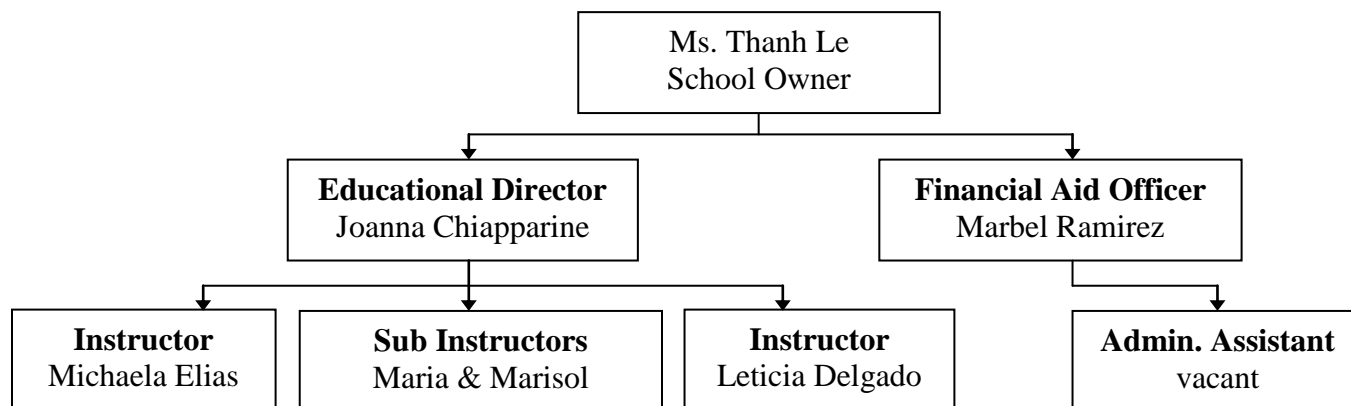 Ms. Thanh Le
School Owner
Educational Director
Joanna Chiapparine
Financial Aid Officer
Marbel Ramirez
Instructor
Michaela Elias
Sub Instructors
Maria & Marisol
Instructor
Leticia Delgado
Admin. Assistant
vacant